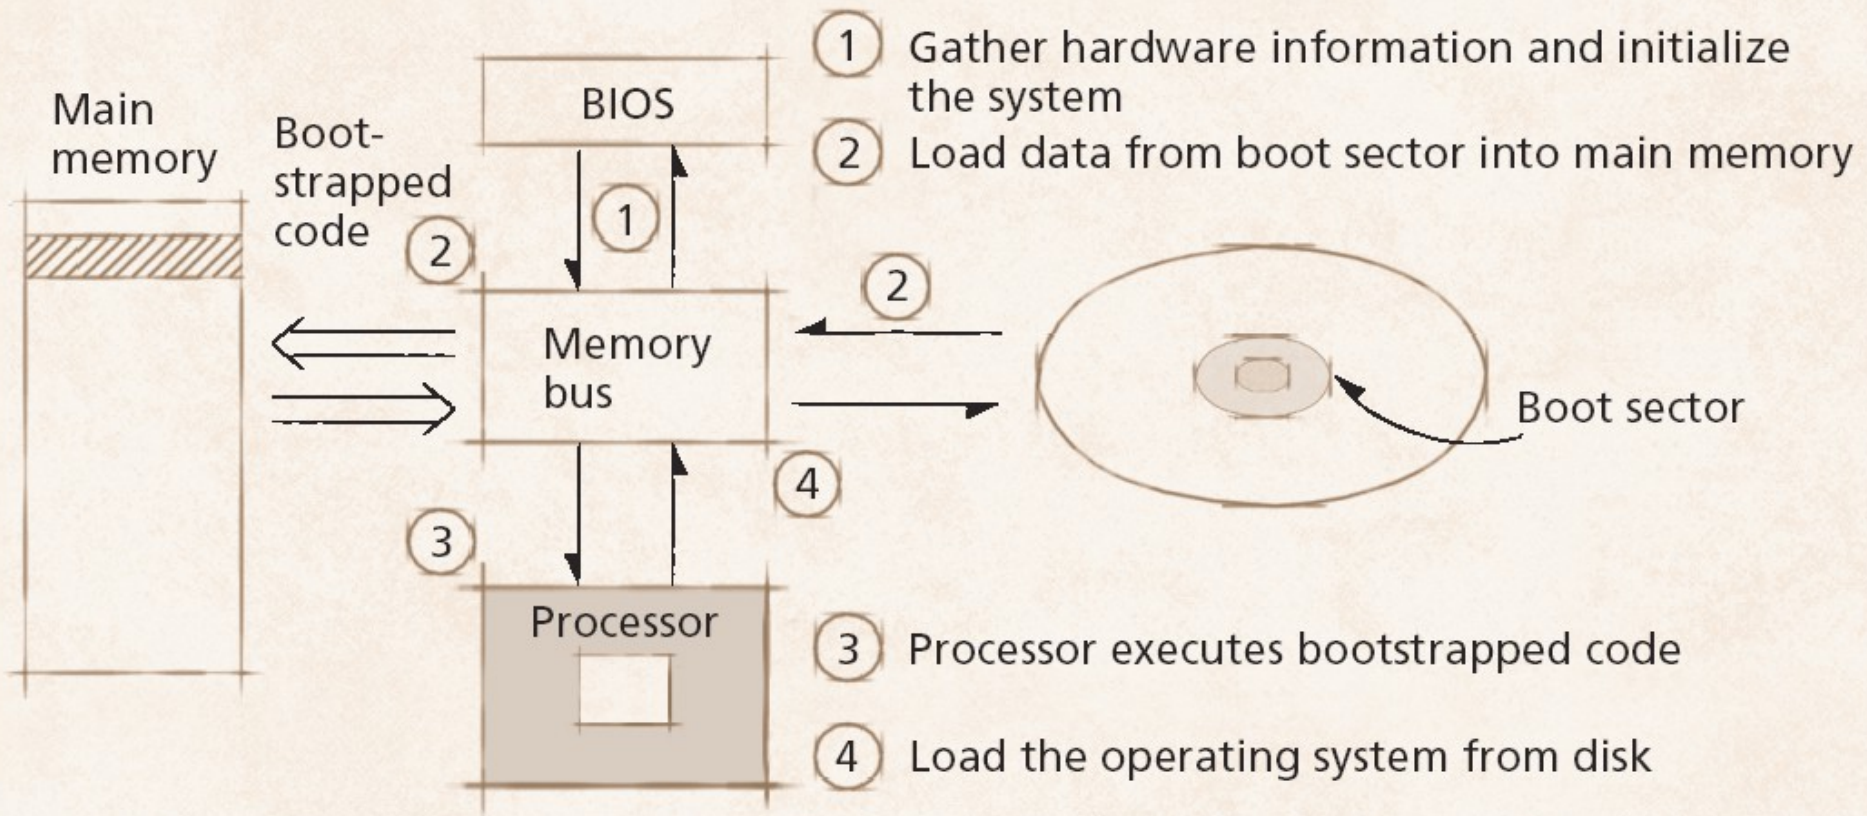 Main
memory
Boot-
strapped
code
BIOS
1
2
Memory
bus
2
Boot sector
3
4
Processor
1 Gather hardware information and initialize
the system
2 Load data from boot sector into main memory
3 Processor executes bootstrapped code
4 Load the operating system from disk